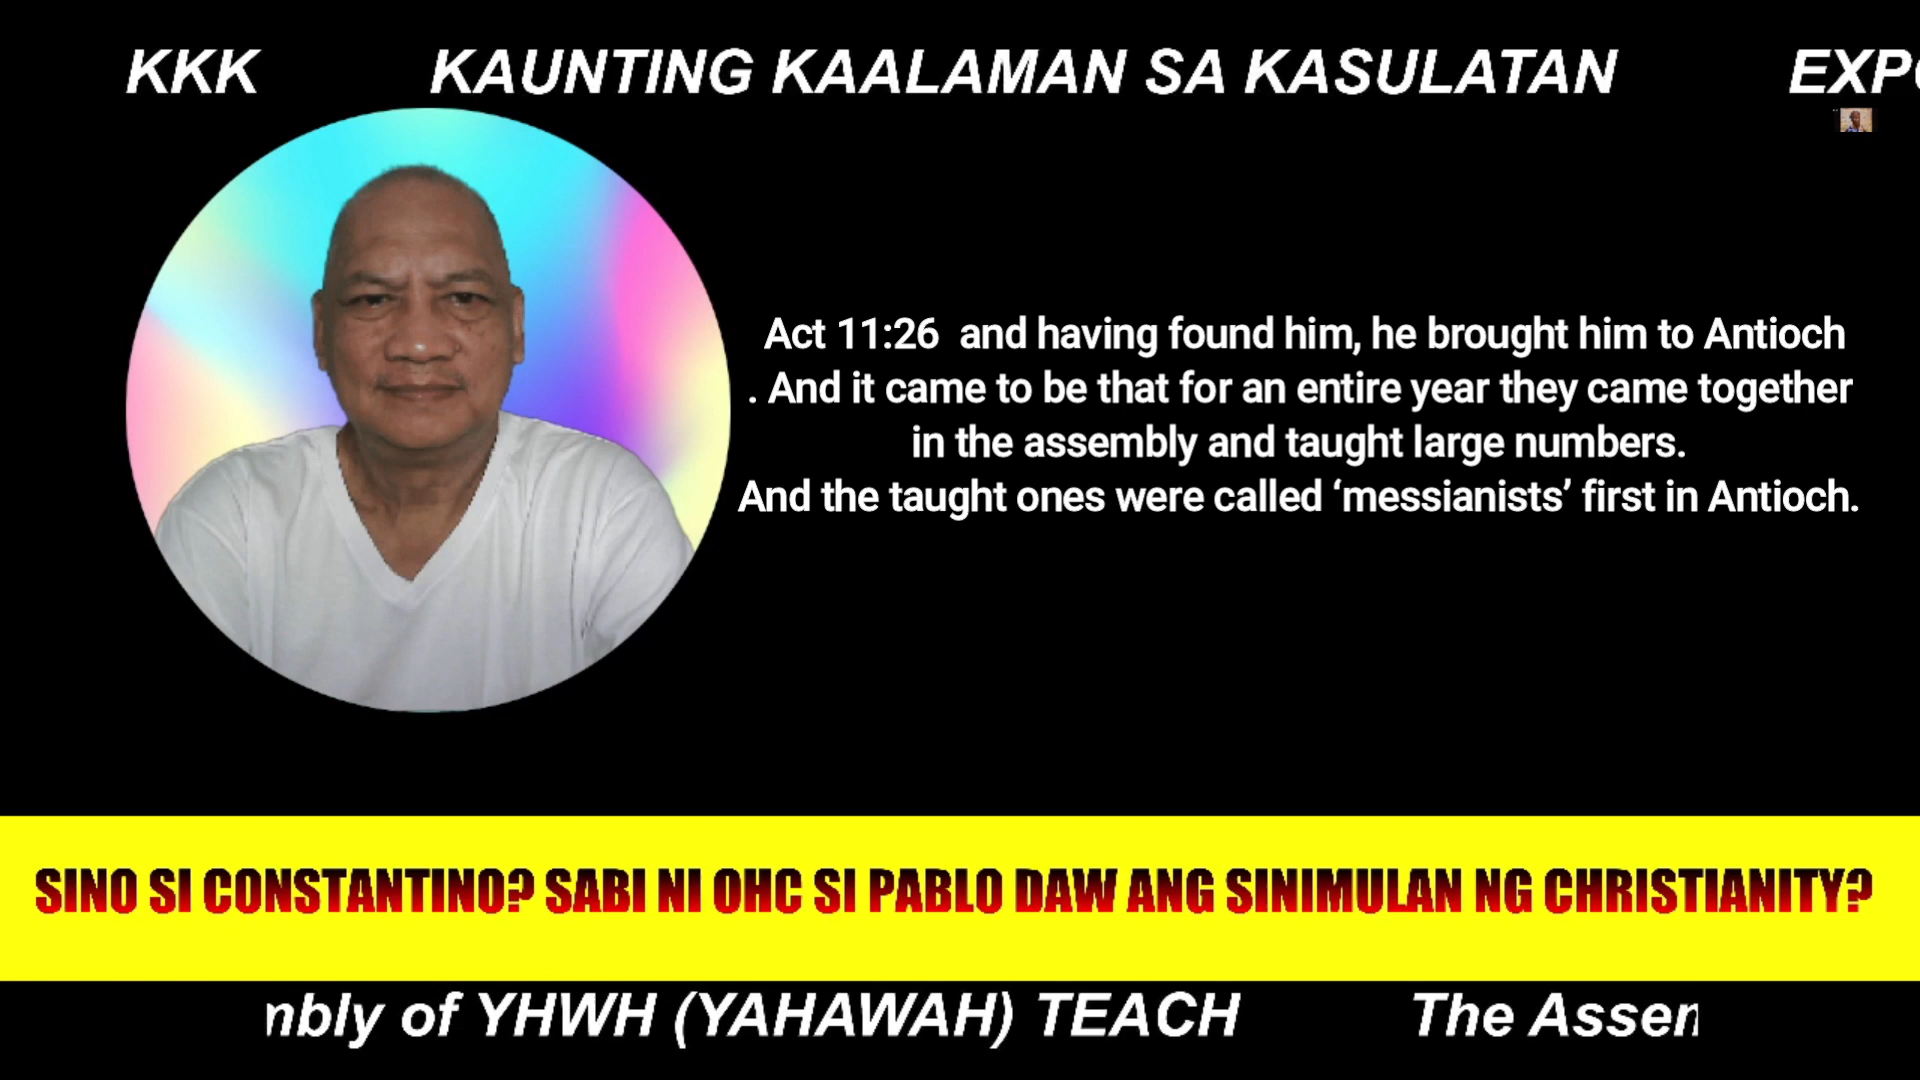 KKK KAUNTING KAALAMAN SA KASULATAN
Act 11:26 and having found him, he brought him to Antioch
. And it came to be that for an entire year they came together
in the assembly and taught large numbers.
And the taught ones were called ‘messianists’ first in Antioch.
SINO SI CONSTANTINO? SABI NI OHC SI PABLO DAW ANG SINIMULAN NG CHRISTIANITY?
of YHWH (YAHAWAH) TEACH The